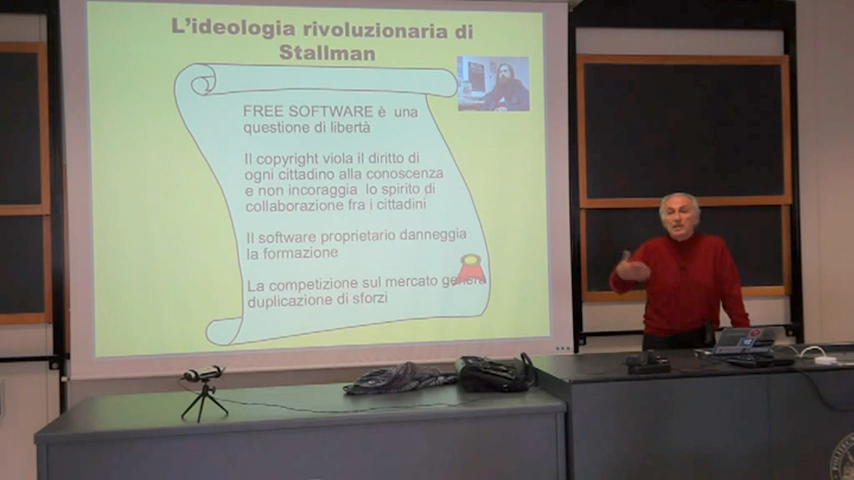 L'ideologia rivoluzionaria di
Stallman
FREE SOFTWARE è una
questione di libertà
Il copyright viola il diritto di
ogni cittadino alla conoscenza
e non incoraggia lo spirito di
collaborazione fra i cittadini
Il software proprietario danneggia
la formazione
La competizione sul mercato genera
duplicazione di sforzi